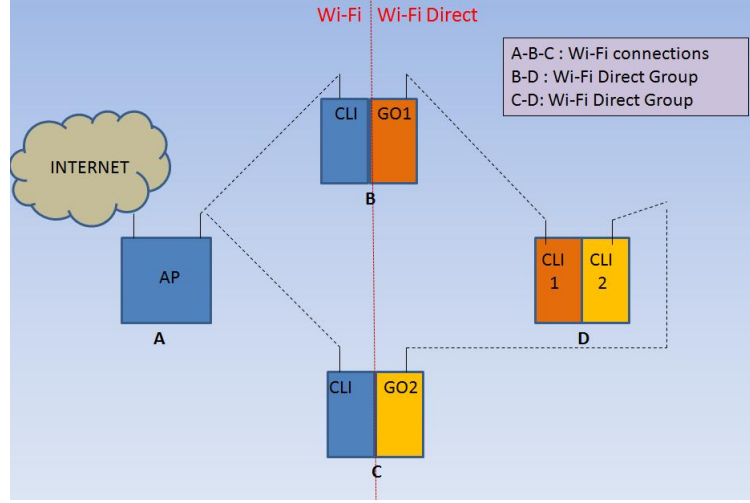 Wi-Fi Wi-Fi Direct
A-B-C : Wi-Fi connections
B-D : Wi-Fi Direct Group
C-D: Wi-Fi Direct Group
CLI GO1
B
INTERNET
AP
A
CLI CLI
1 2
D
CLI GO2
C